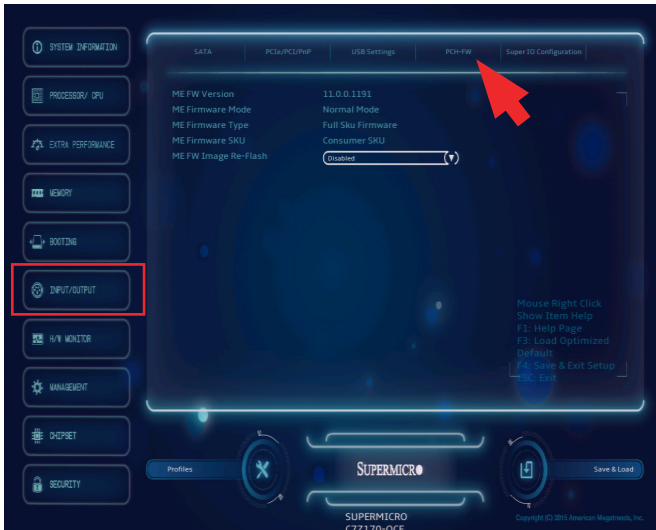 SYSTEM INFORMATION
PROCESSOR/ CPU
EXTRA PERFORMANCE
MEMORY
BOOTING
INPUT/OUTPUT
H/W MONITOR
MANAGEMENT
CHIPSET
SECURITY
SATA PCIe/PCI/PnP USB Settings PCH-FW Super IO Configuration
ME FW Version 11.0.0.1191
ME Firmware Mode Normal Mode
ME Firmware Type Full Sku Firmware
ME Firmware SKU Consumer SKU
ME FW Image Re-Flash Disabled
Mouse Right Click
Show Item Help
F1: Help Page
F3: Load Optimized
Default
F4: Save & Exit Setup
ESC: Exit
Profiles
SUPERMICRO
Save & Load
SUPERMICRO
C7Z170-OCE
Copyright (C) 2015 American Megatrends, Inc.